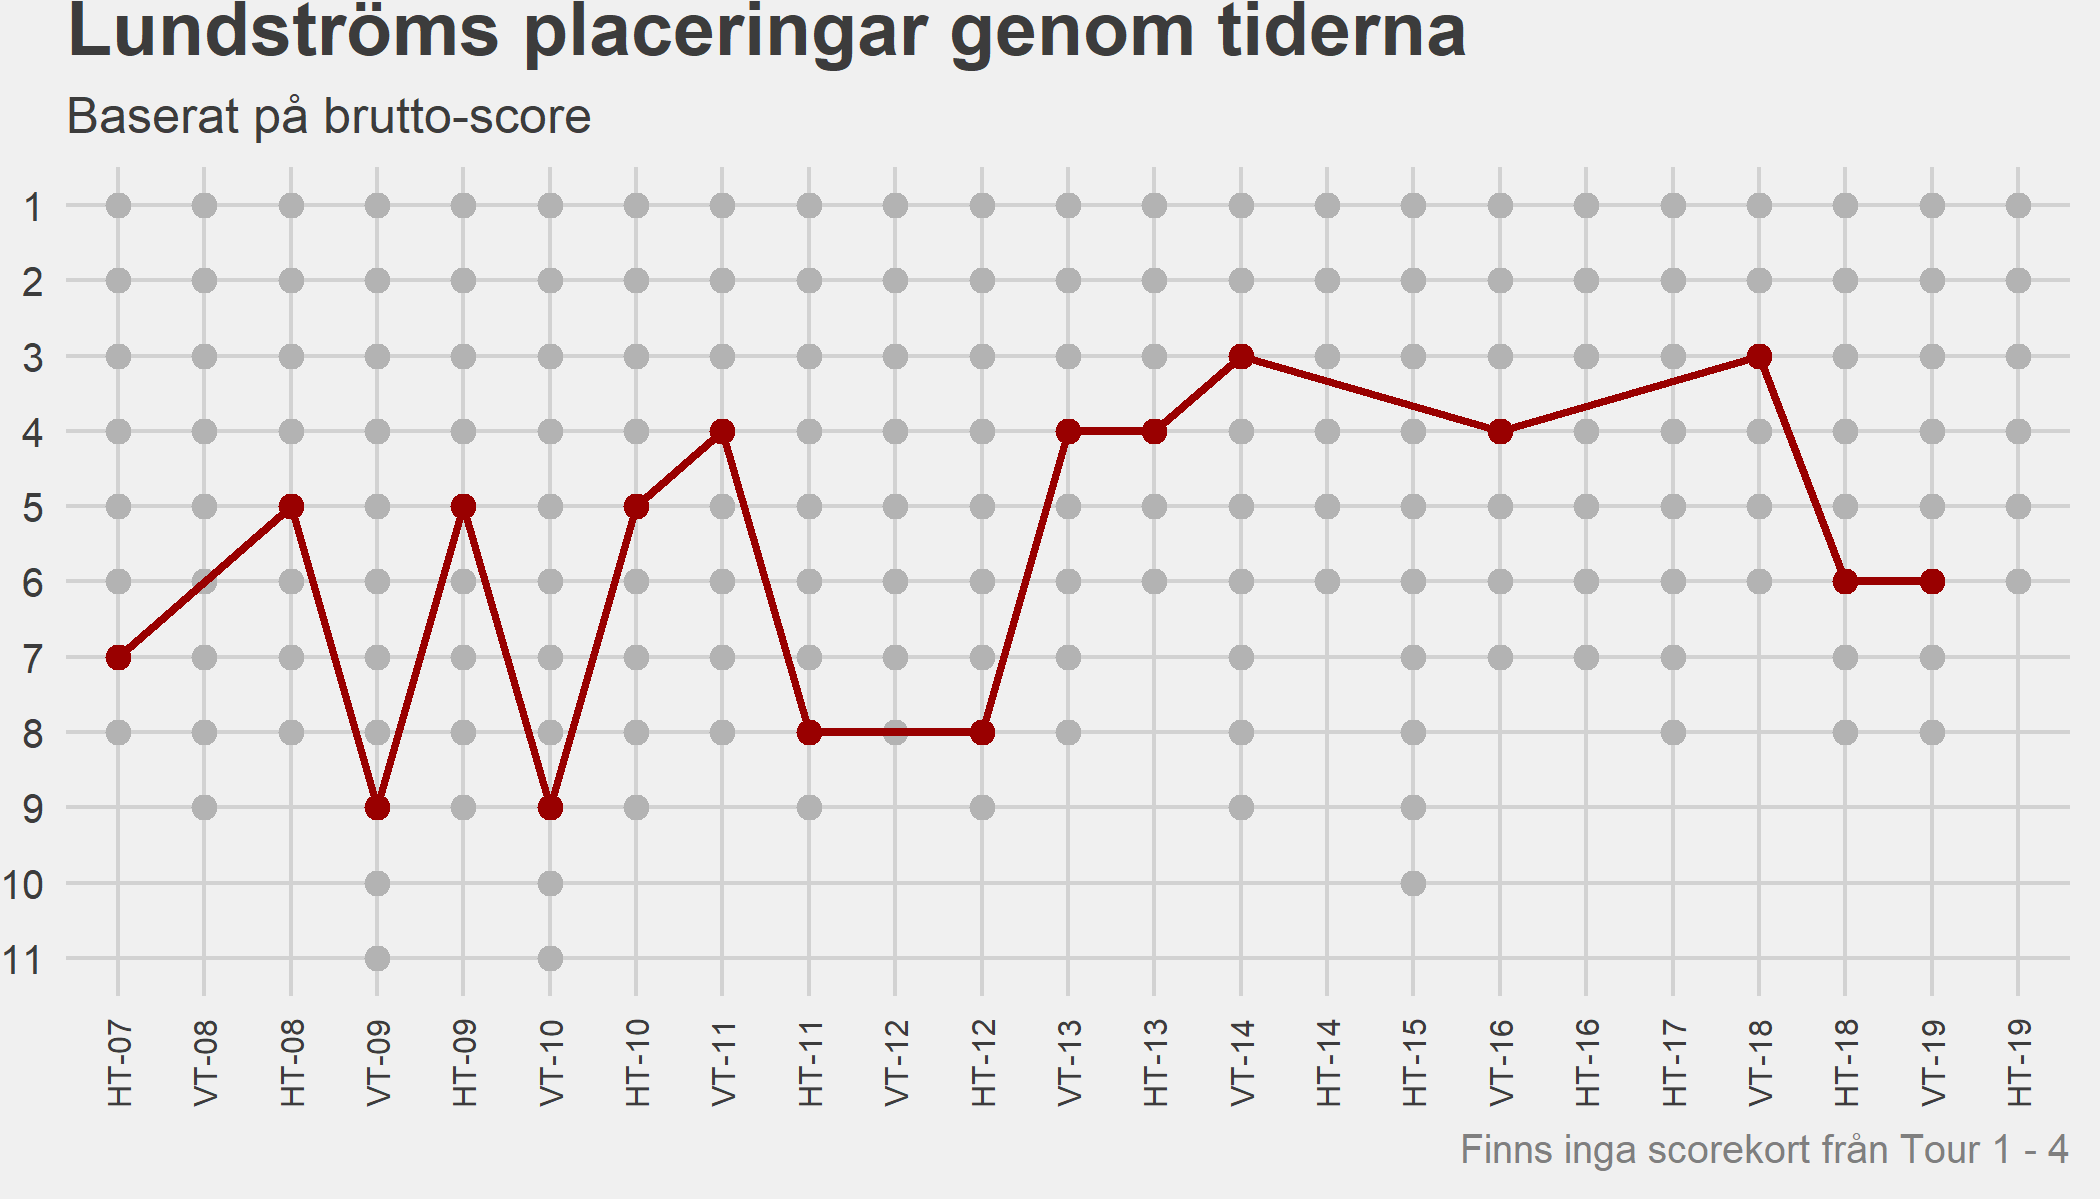 Lundströms placeringar genom tiderna
Baserat på brutto-score
1
2
3
4
5
6
7
8
9
10
11
HT-07
VT-08
HT-08
VT-09
HT-09
VT-10
HT-10
VT-11
HT-11
VT-12
HT-12
VT-13
HT-13
VT-14
HT-14
HT-15
VT-16
HT-16
HT-17
VT-18
HT-18
VT-19
HT-19
Finns inga scorekort från Tour 1 - 4